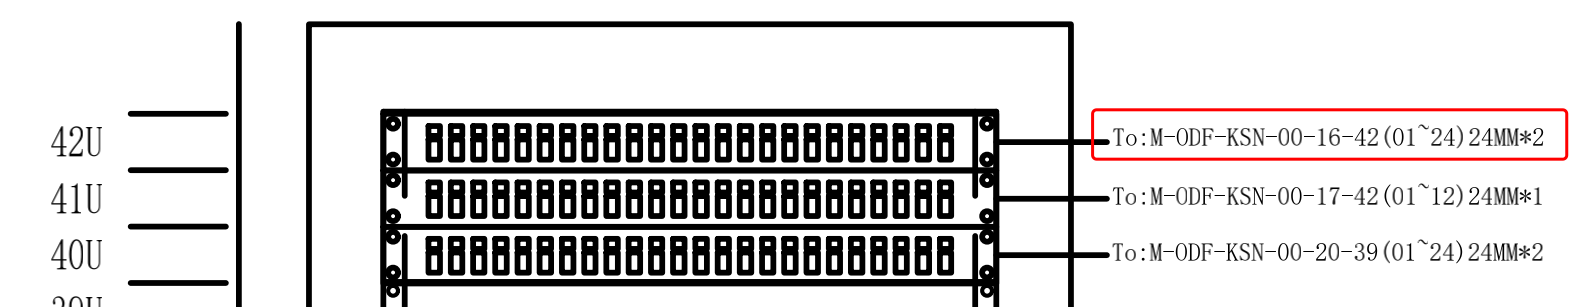 42U
To:M-ODF-KSN-00-16-42(01~24)24MM*2
41U
To:M-ODF-KSN-00-17-42(01~12)24MM*1
40U
To:M-ODF-KSN-00-20-39(01~24)24MM*2